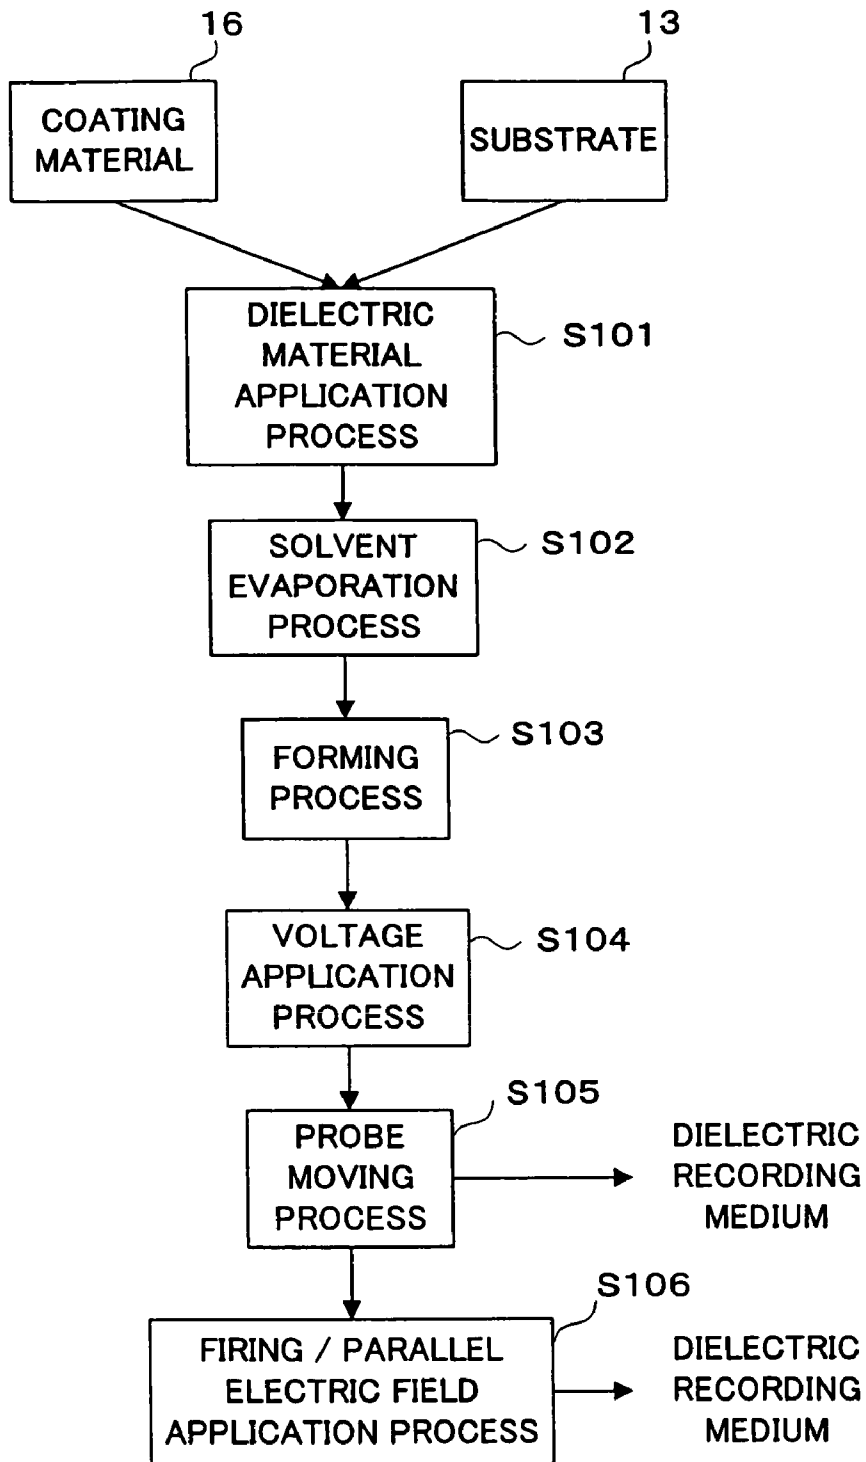 16
13
COATING
MATERIAL
SUBSTRATE
DIELECTRIC
MATERIAL
APPLICATION
PROCESS
S101
SOLVENT
EVAPORATION
PROCESS
S102
FORMING
PROCESS
S103
VOLTAGE
APPLICATION
PROCESS
S104
PROBE
MOVING
PROCESS
S105
DIELECTRIC
RECORDING
MEDIUM
FIRING / PARALLEL
ELECTRIC FIELD
APPLICATION PROCESS
S106
DIELECTRIC
RECORDING
MEDIUM